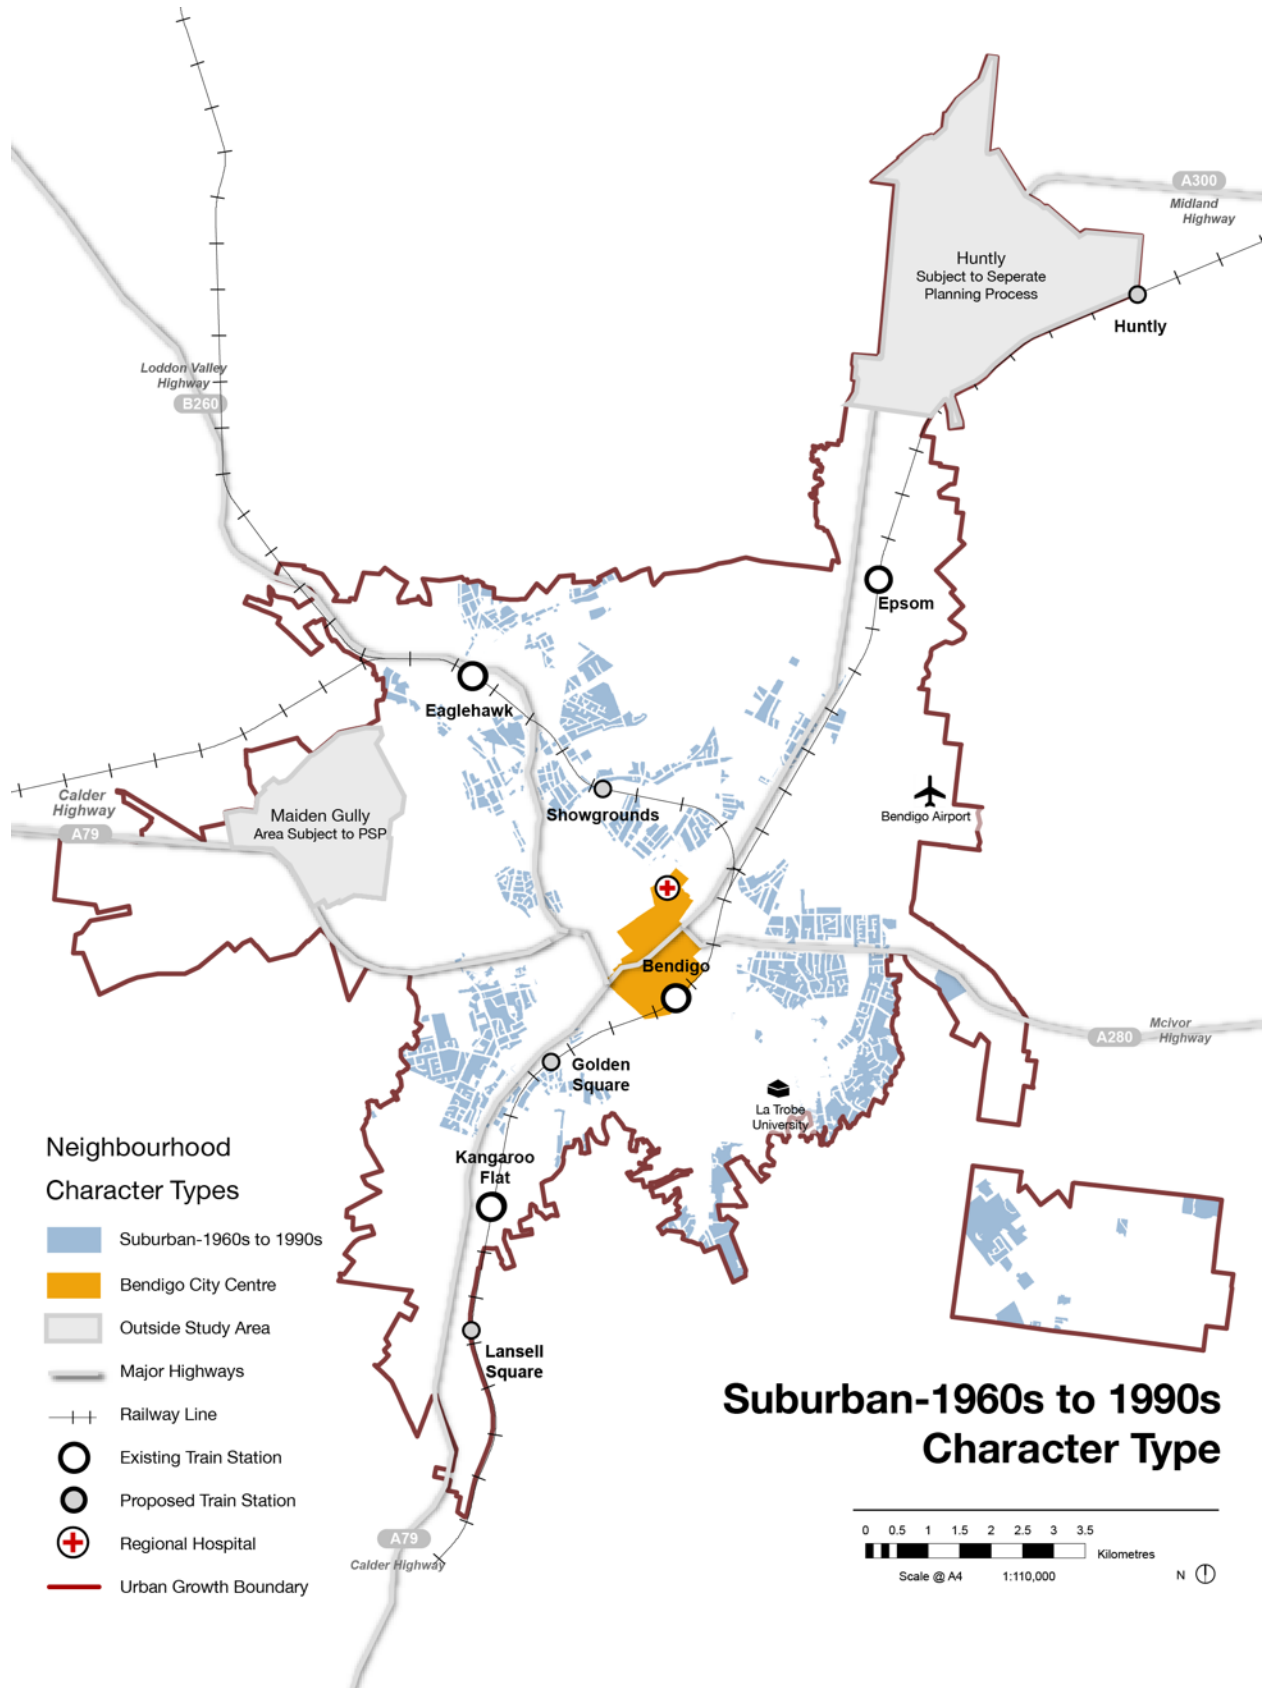 A300
Midland
Highway
Huntly
Subject to Seperate
Planning Process
Huntly
Loddon Valley
Highway
B260
Epsom
Eaglehawk
Calder
Highway
A79
Maiden Gully
Area Subject to PSP
Showgrounds
Bendigo Airport
Bendigo
Mcivor
Highway
A280
Golden
Square
La Trobe
University
Kangaroo
Flat
Lansell
Square
A79
Calder Highway
Neighbourhood
Character Types
Suburban-1960s to 1990s
Bendigo City Centre
Outside Study Area
Major Highways
Railway Line
Existing Train Station
Proposed Train Station
Regional Hospital
Urban Growth Boundary
Suburban-1960s to 1990s
Character Type
0 0.5 1 1.5 2 2.5 3 3.5
Kilometres
Scale @ A4 1:110,000
N